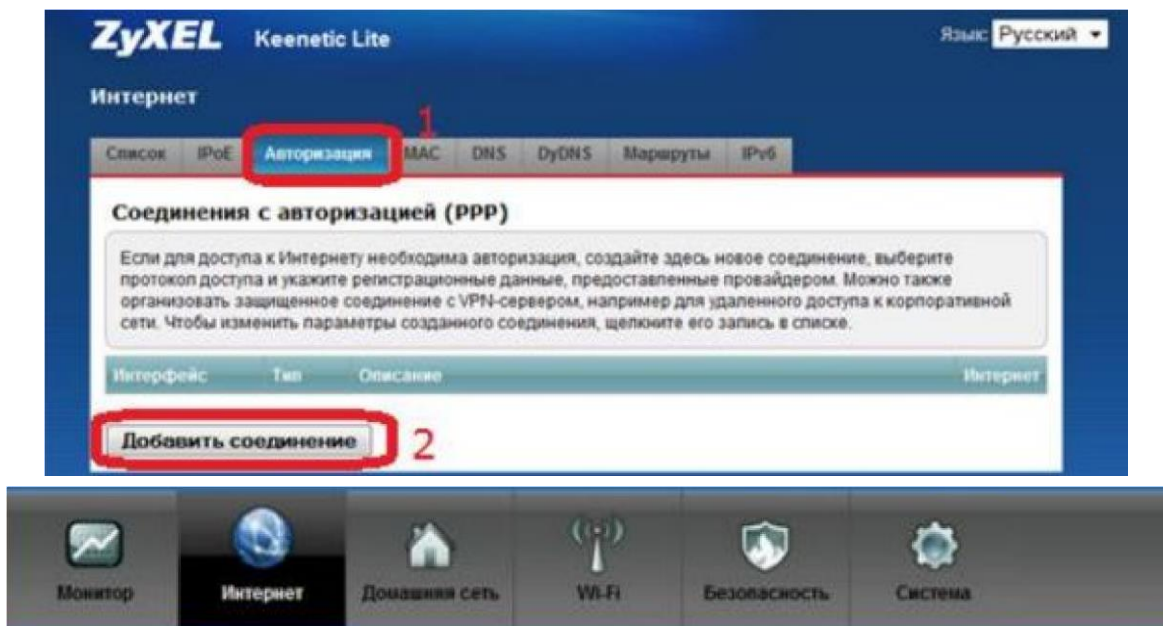 ZyXEL Keenetic Lite Язык: Русский
Интернет
1
Список IPoE Авторизация MAC DNS DyDNS Маршруты IPv6
Соединения с авторизацией (PPP)
Если для доступа к Интернету необходима авторизация, создайте здесь новое соединение, выберите
протокол доступа и укажите регистрационные данные, предоставленные провайдером. Можно также
организовать защищенное соединение с VPN-сервером, например для удаленного доступа к корпоративной
сети. Чтобы изменить параметры созданного соединения, щелкните его запись в списке.
Интерфейс Тип Описание Интернет
Добавить соединение 2
Монитор Интернет Домашняя сеть Wi-Fi Безопасность Система